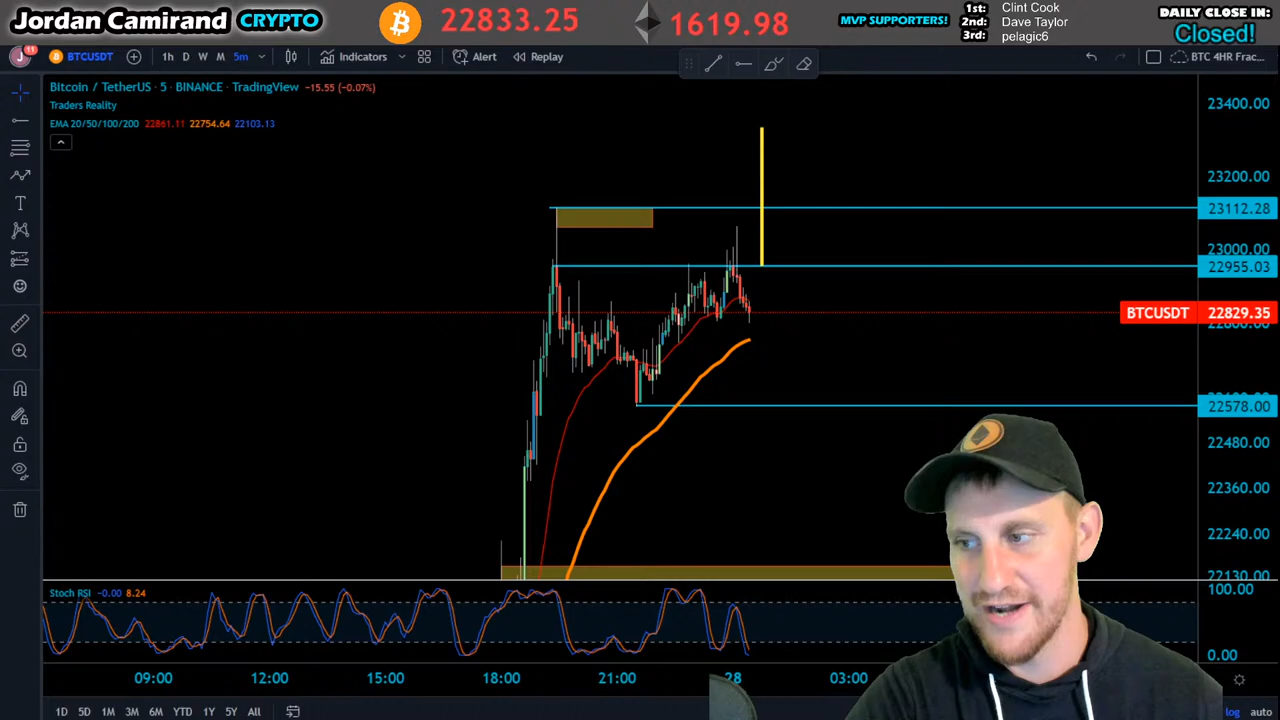 Jordan Camirand CRYPTO
22833.25
1619.98
MVP SUPPORTERS!
1st: Clint Cook
2nd: Dave Taylor
3rd: pelagic6
DAILY CLOSE IN:
Closed!
J 11 BTCUSDT 1h D W M 5m Indicators Alert Replay BTC 4HR Frac...
Bitcoin / TetherUS · 5 · BINANCE · TradingView −15.55 (−0.07%)
Traders Reality
EMA 20/50/100/200 22861.11 22754.64 22103.13
23400.00
23200.00
23112.28
23000.00
22955.03
BTCUSDT 22829.35
22578.00
22480.00
22360.00
22240.00
22130.00
Stoch RSI −0.00 8.24
100.00
0.00
09:00 12:00 15:00 18:00 21:00 28 03:00
1D 5D 1M 3M 6M YTD 1Y 5Y All log auto